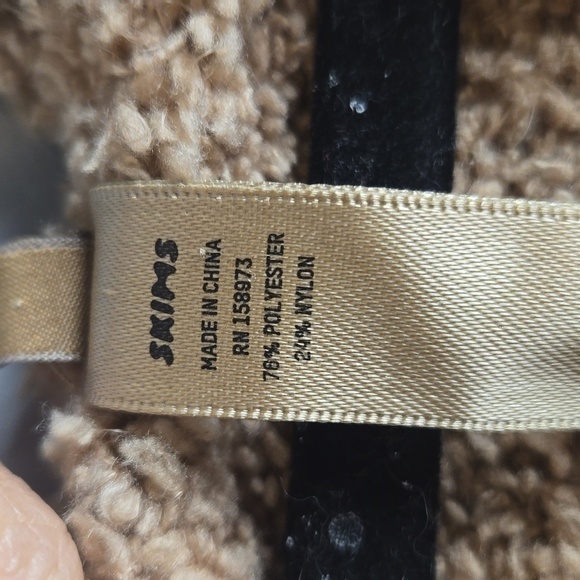 SKIMS
MADE IN CHINA
RN 158973
76% POLYESTER
24% NYLON